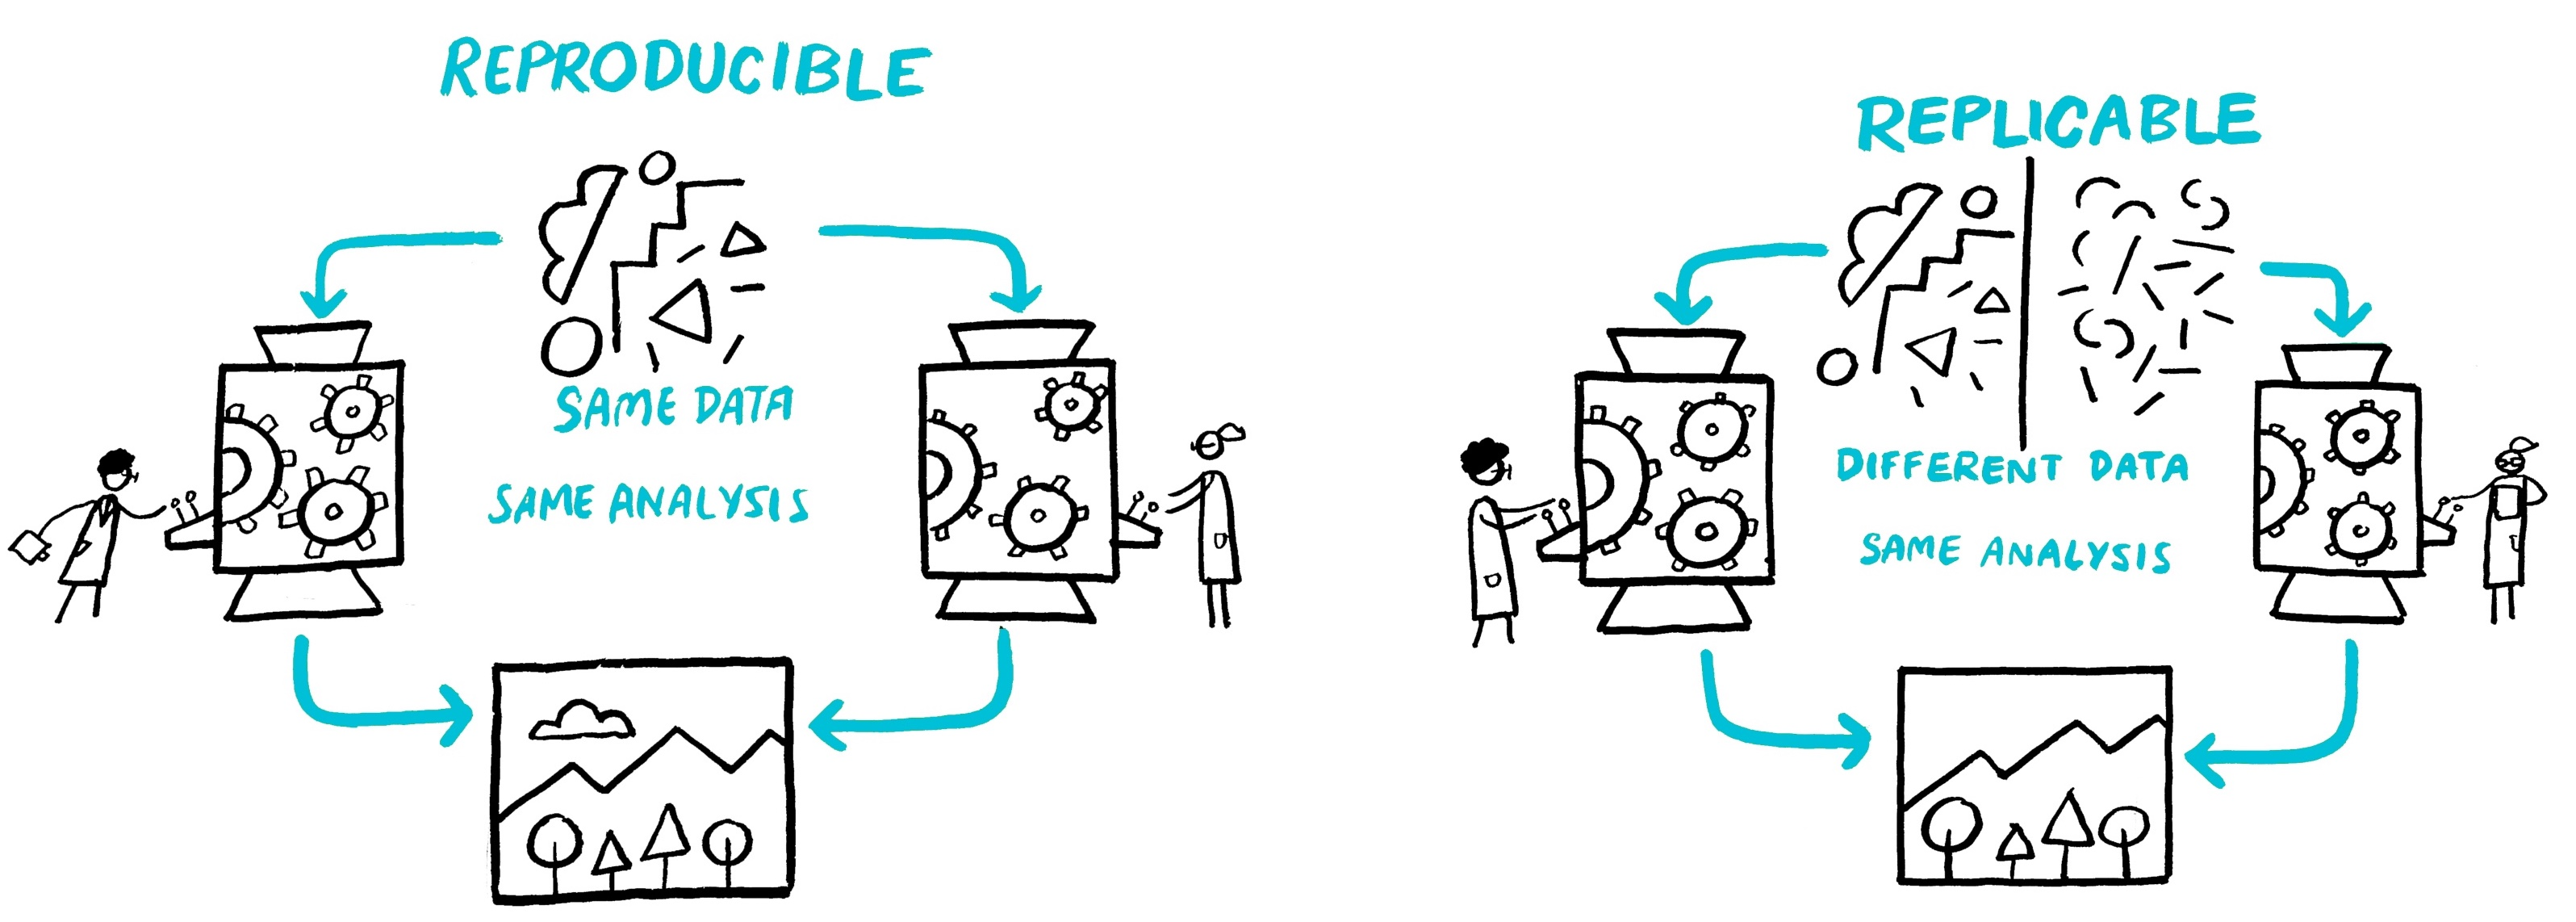 REPRODUCIBLE
SAME DATA
SAME ANALYSIS
REPLICABLE
DIFFERENT DATA
SAME ANALYSIS